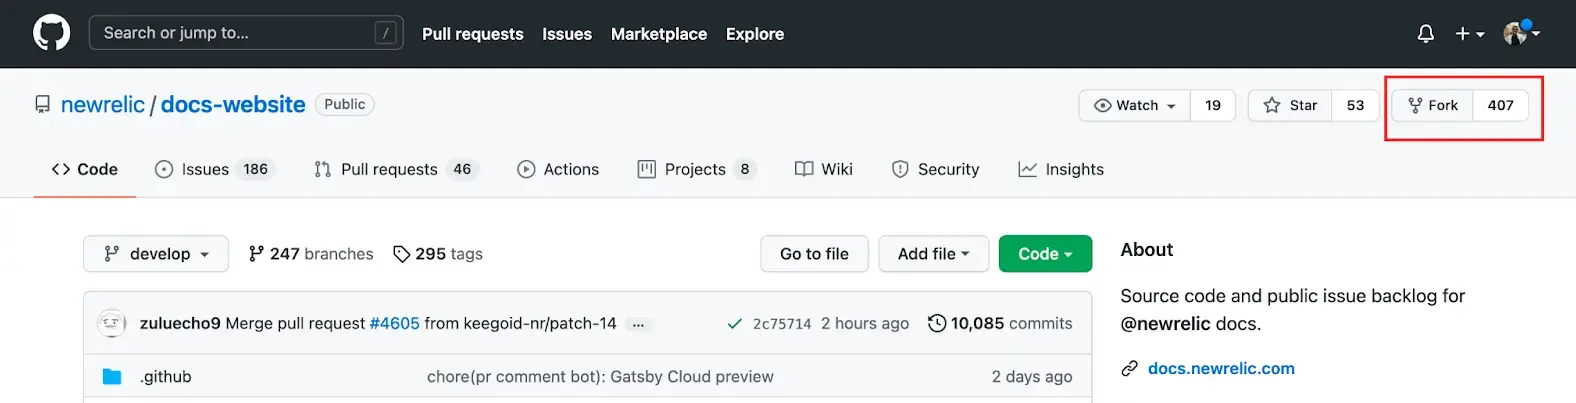 Search or jump to... / Pull requests Issues Marketplace Explore
newrelic / docs-website Public Watch 19 Star 53 Fork 407
Code Issues 186 Pull requests 46 Actions Projects 8 Wiki Security Insights
develop 247 branches 295 tags Go to file Add file Code
About
zuluecho9 Merge pull request #4605 from keegoid-nr/patch-14 ... 2c75714 2 hours ago 10,085 commits
Source code and public issue backlog for
@newrelic docs.
docs.newrelic.com
.github chore(pr comment bot): Gatsby Cloud preview 2 days ago